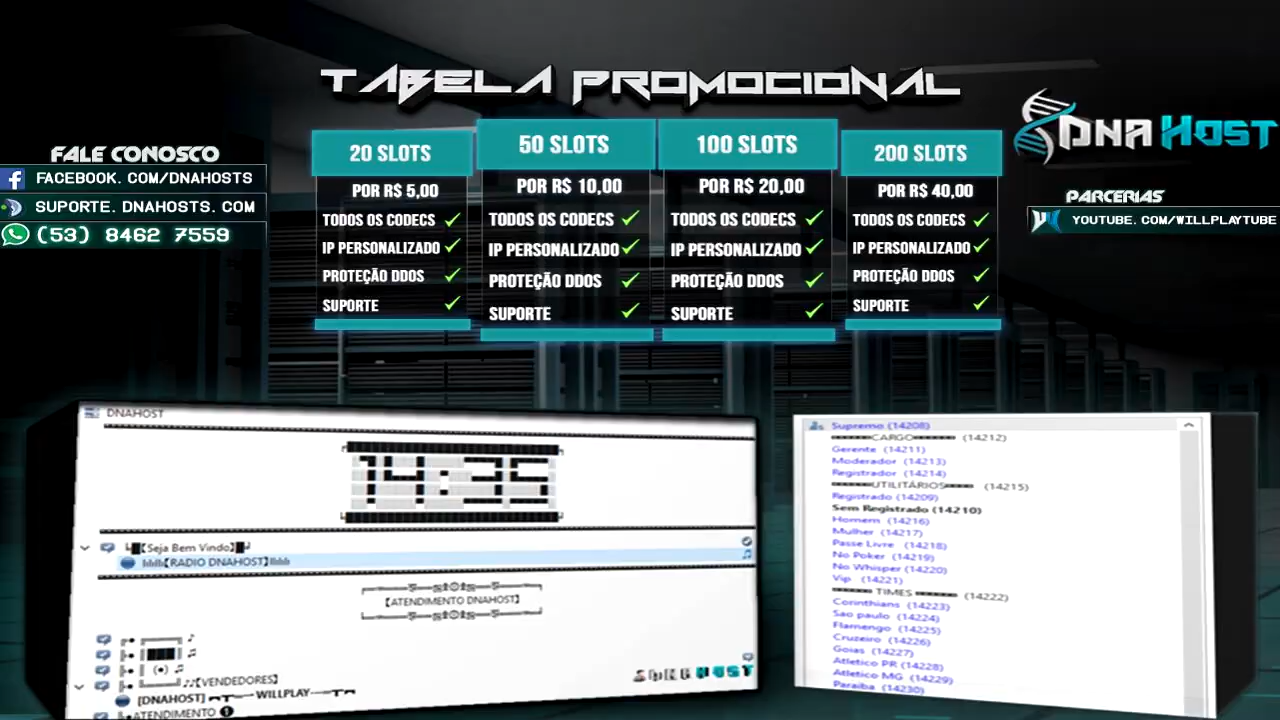 TABELA PROMOCIONAL
FALE CONOSCO
FACEBOOK. COM/DNAHOSTS
SUPORTE. DNAHOSTS. COM
(53) 8462 7559
20 SLOTS
POR R$ 5,00
TODOS OS CODECS
IP PERSONALIZADO
PROTEÇÃO DDOS
SUPORTE
50 SLOTS
POR R$ 10,00
TODOS OS CODECS
IP PERSONALIZADO
PROTEÇÃO DDOS
SUPORTE
100 SLOTS
POR R$ 20,00
TODOS OS CODECS
IP PERSONALIZADO
PROTEÇÃO DDOS
SUPORTE
200 SLOTS
POR R$ 40,00
TODOS OS CODECS
IP PERSONALIZADO
PROTEÇÃO DDOS
SUPORTE
DNA HOST
PARCERIAS
YOUTUBE. COM/WILLPLAYTUBE
DNAHOST
14:35
【Seja Bem Vindo】
【RADIO DNAHOST】
【ATENDIMENTO DNAHOST】
【VENDEDORES】
[DNAHOST] WILLPLAY
ATENDIMENTO ❶
HOST
Supremo (14208)
CARGO (14212)
Gerente (14211)
Moderador (14213)
Registrador (14214)
UTILITÁRIOS (14215)
Registrado (14209)
Sem Registrado (14210)
Homem (14216)
Mulher (14217)
Passe Livre (14218)
No Poker (14219)
No Whisper (14220)
Vip (14221)
TIMES (14222)
Corinthians (14223)
Sao paulo (14224)
Flamengo (14225)
Cruzeiro (14226)
Goias (14227)
Atletico PR (14228)
Atletico MG (14229)
Paraiba (14230)